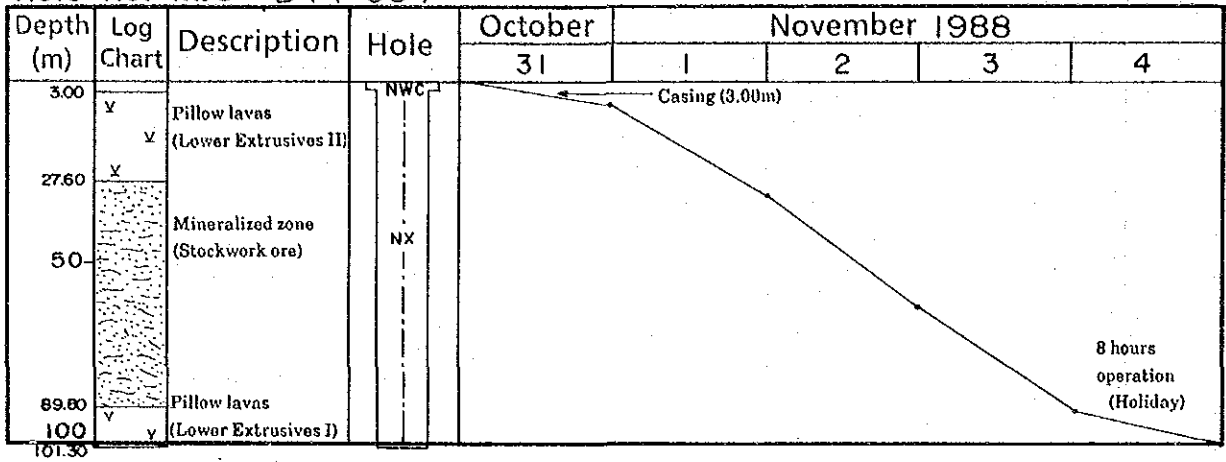 Depth (m) Log Chart Description Hole October November 1988
31 1 2 3 4
3.00
NWC
Casing (3.00m)
Pillow lavas
(Lower Extrusives II)
27.60
Mineralized zone
(Stockwork ore)
NX
50
8 hours
operation
(Holiday)
89.80
Pillow lavas
(Lower Extrusives I)
100
101.30